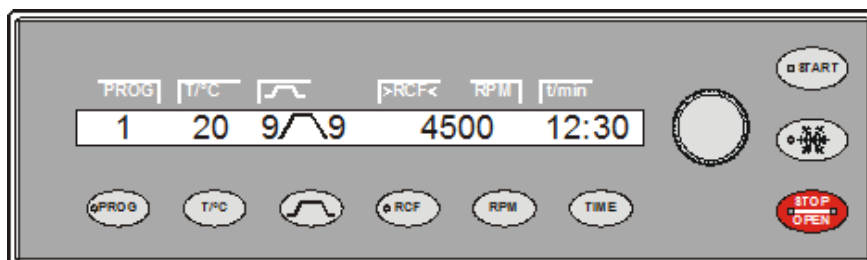 PROG T/°C >RCF< RPM t/min
1 20 9 9 4500 12:30
PROG T/°C RCF RPM TIME
START
STOP
OPEN